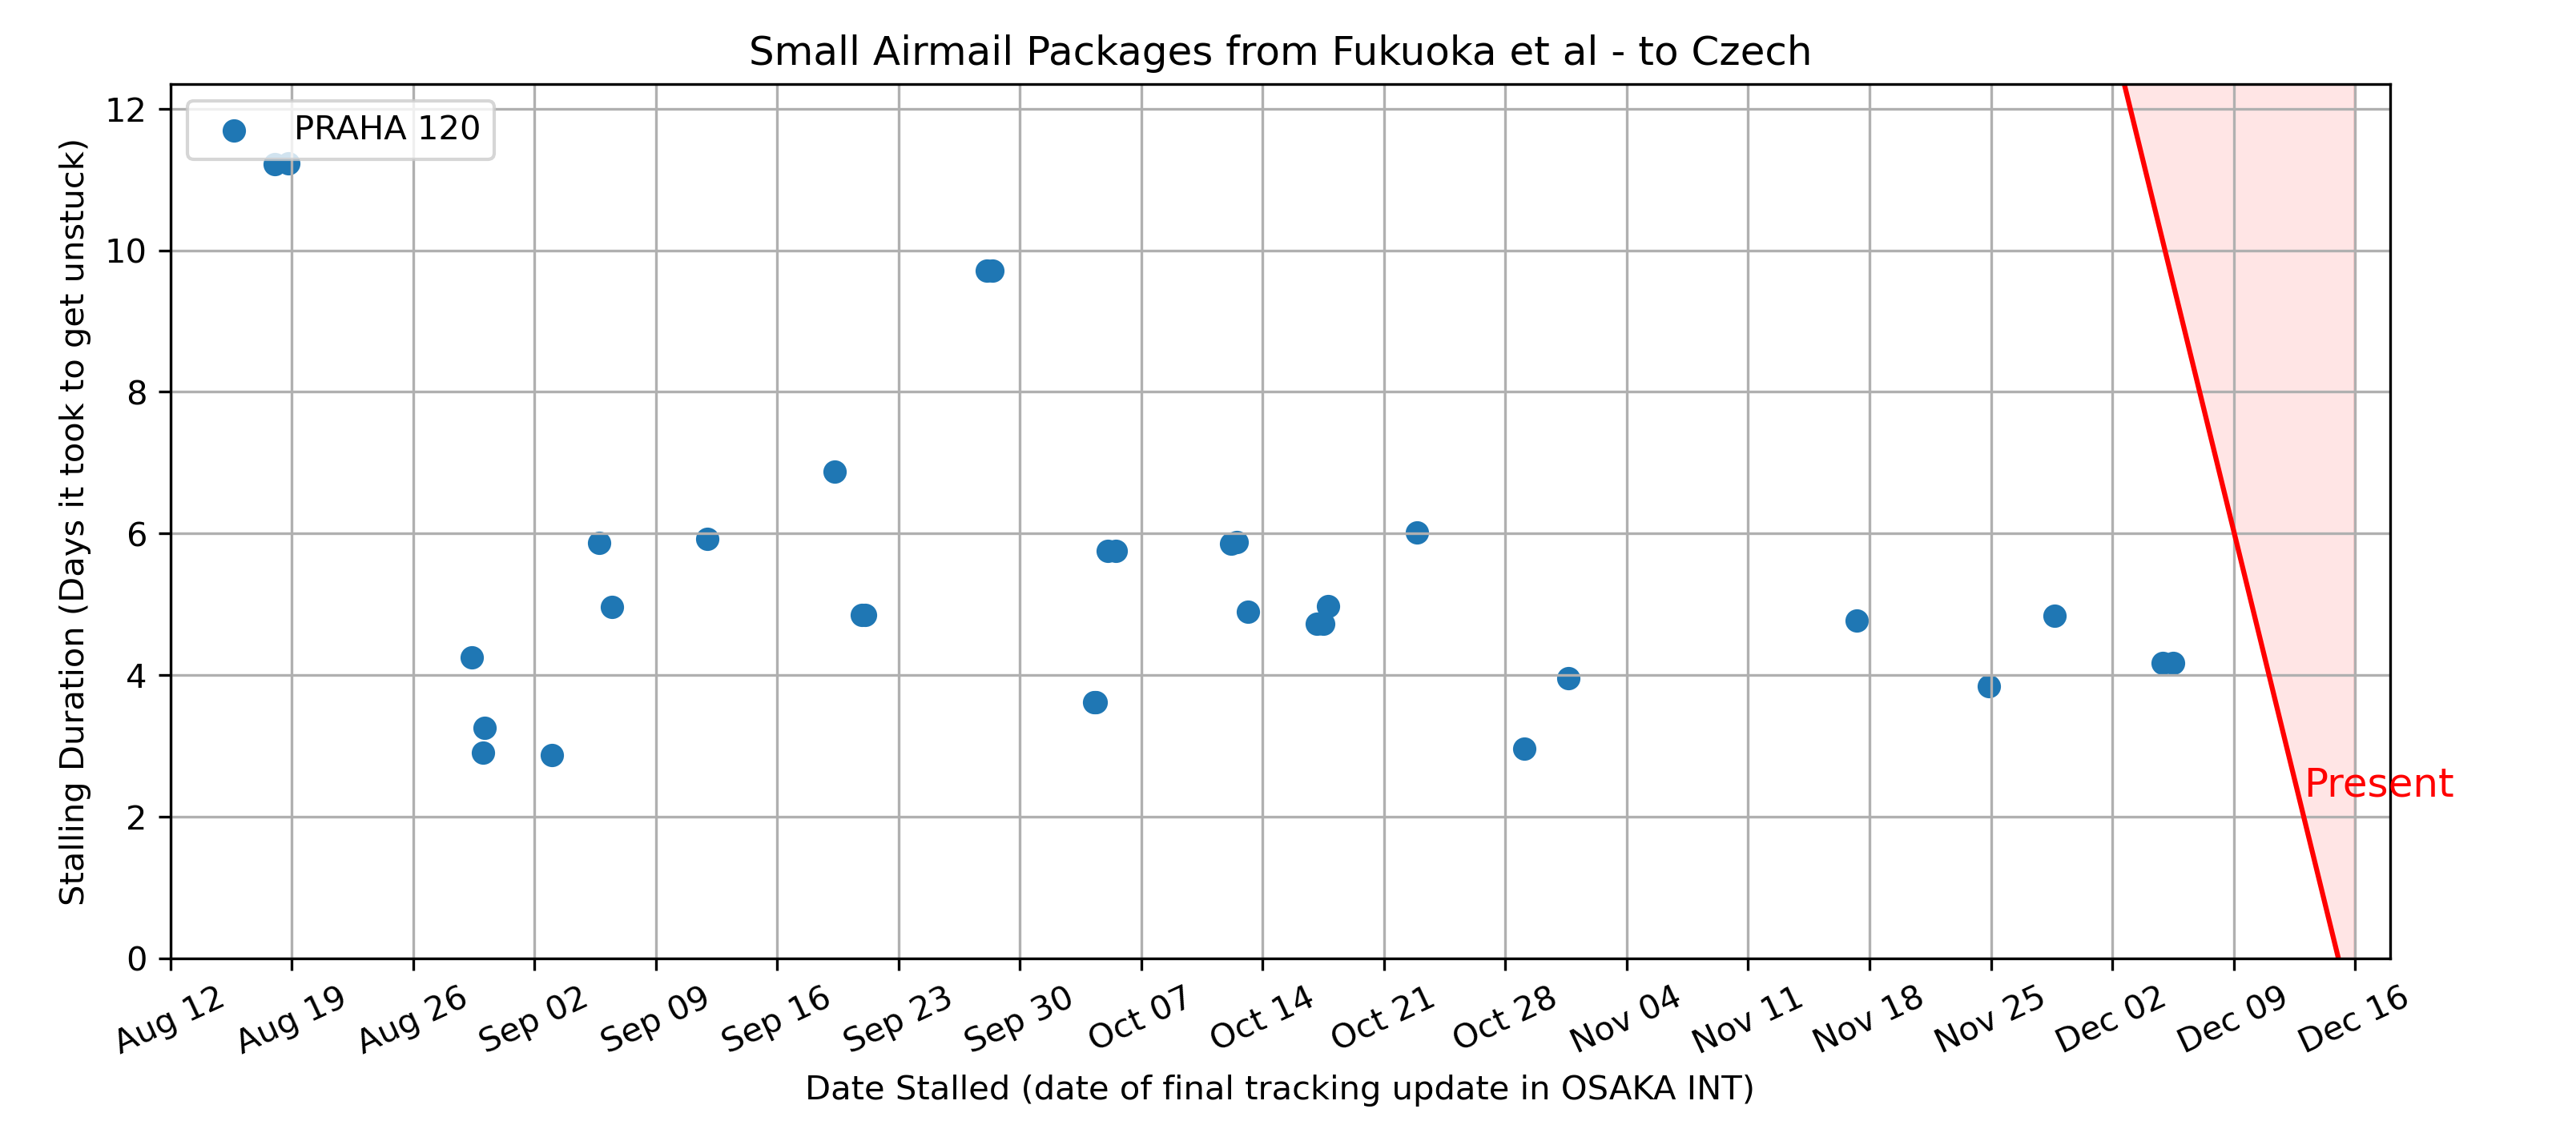 Small Airmail Packages from Fukuoka et al - to Czech
PRAHA 120
Stalling Duration (Days it took to get unstuck)
12
10
8
6
4
2
0
Present
Aug 12
Aug 19
Aug 26
Sep 02
Sep 09
Sep 16
Sep 23
Sep 30
Oct 07
Oct 14
Oct 21
Oct 28
Nov 04
Nov 11
Nov 18
Nov 25
Dec 02
Dec 09
Dec 16
Date Stalled (date of final tracking update in OSAKA INT)